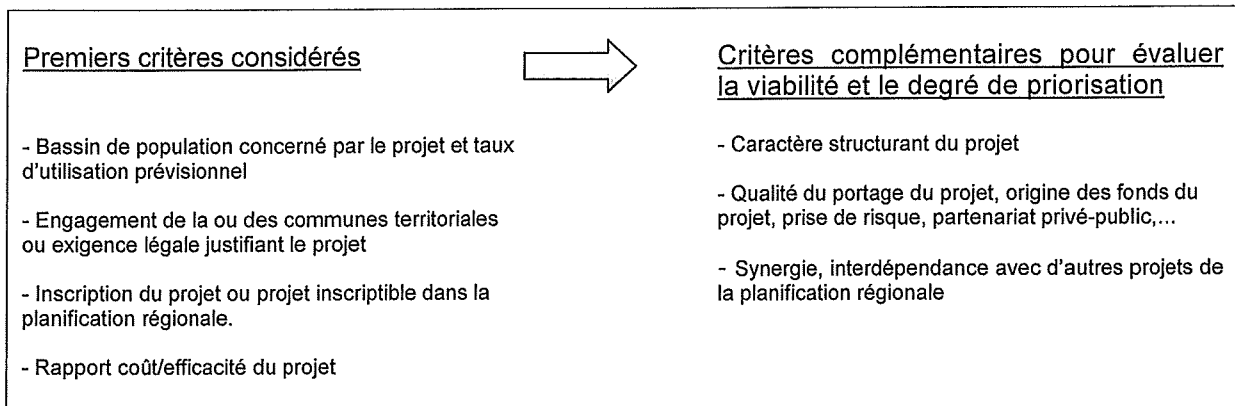 Premiers critères considérés
- Bassin de population concerné par le projet et taux
d'utilisation prévisionnel
- Engagement de la ou des communes territoriales
ou exigence légale justifiant le projet
- Inscription du projet ou projet inscriptible dans la
planification régionale.
- Rapport coût/efficacité du projet
Critères complémentaires pour évaluer
la viabilité et le degré de priorisation
- Caractère structurant du projet
- Qualité du portage du projet, origine des fonds du
projet, prise de risque, partenariat privé-public,...
- Synergie, interdépendance avec d'autres projets de
la planification régionale